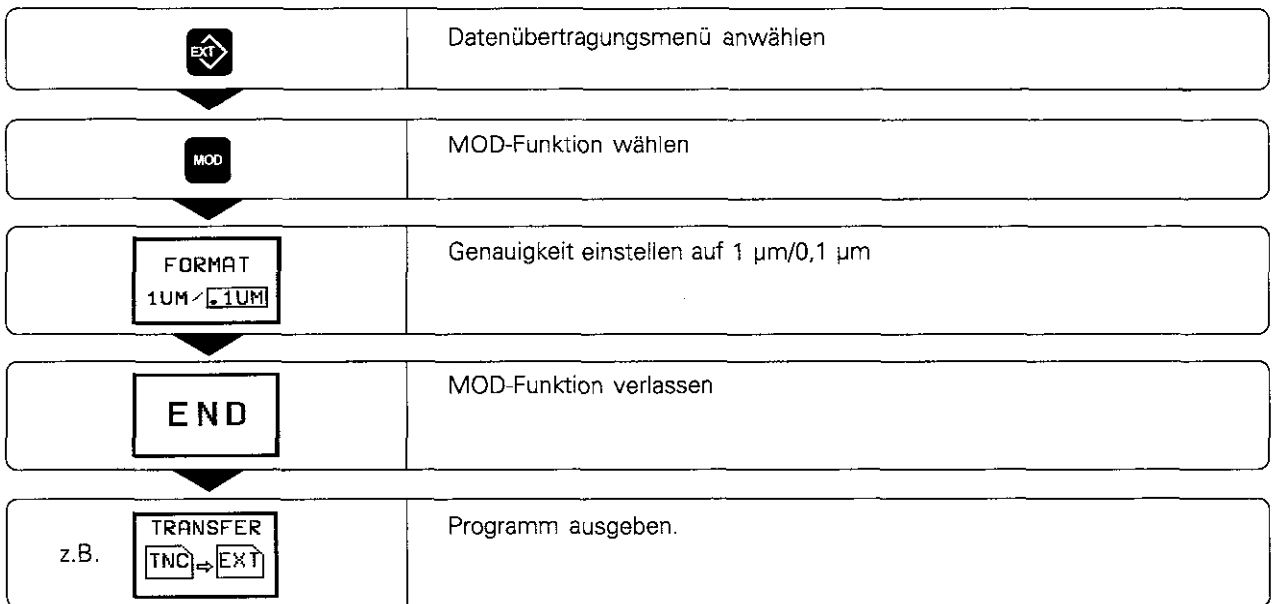 EXT
Datenübertragungsmenü anwählen
MOD
MOD-Funktion wählen
FORMAT
1UM/.1UM
Genauigkeit einstellen auf 1 µm/0,1 µm
END
MOD-Funktion verlassen
z.B.
TRANSFER
TNC⇨EXT
Programm ausgeben.